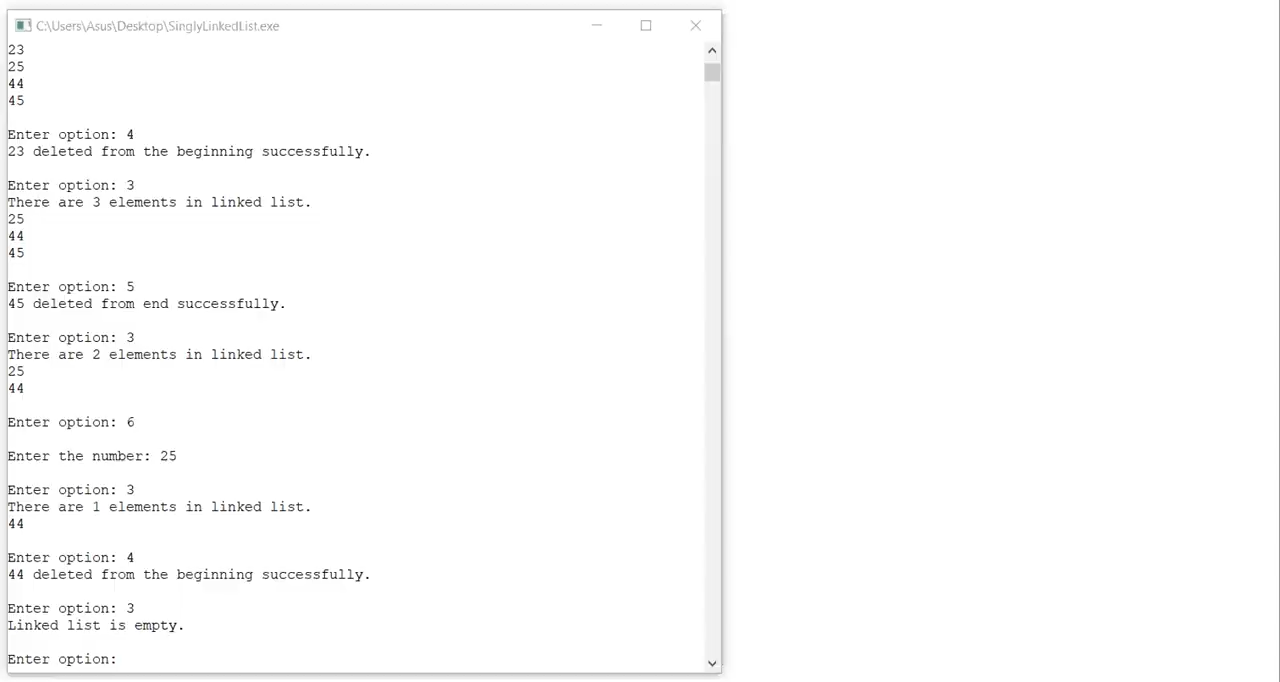 C:\Users\Asus\Desktop\SinglyLinkedList.exe
23
25
44
45
Enter option: 4
23 deleted from the beginning successfully.
Enter option: 3
There are 3 elements in linked list.
25
44
45
Enter option: 5
45 deleted from end successfully.
Enter option: 3
There are 2 elements in linked list.
25
44
Enter option: 6
Enter the number: 25
Enter option: 3
There are 1 elements in linked list.
44
Enter option: 4
44 deleted from the beginning successfully.
Enter option: 3
Linked list is empty.
Enter option: